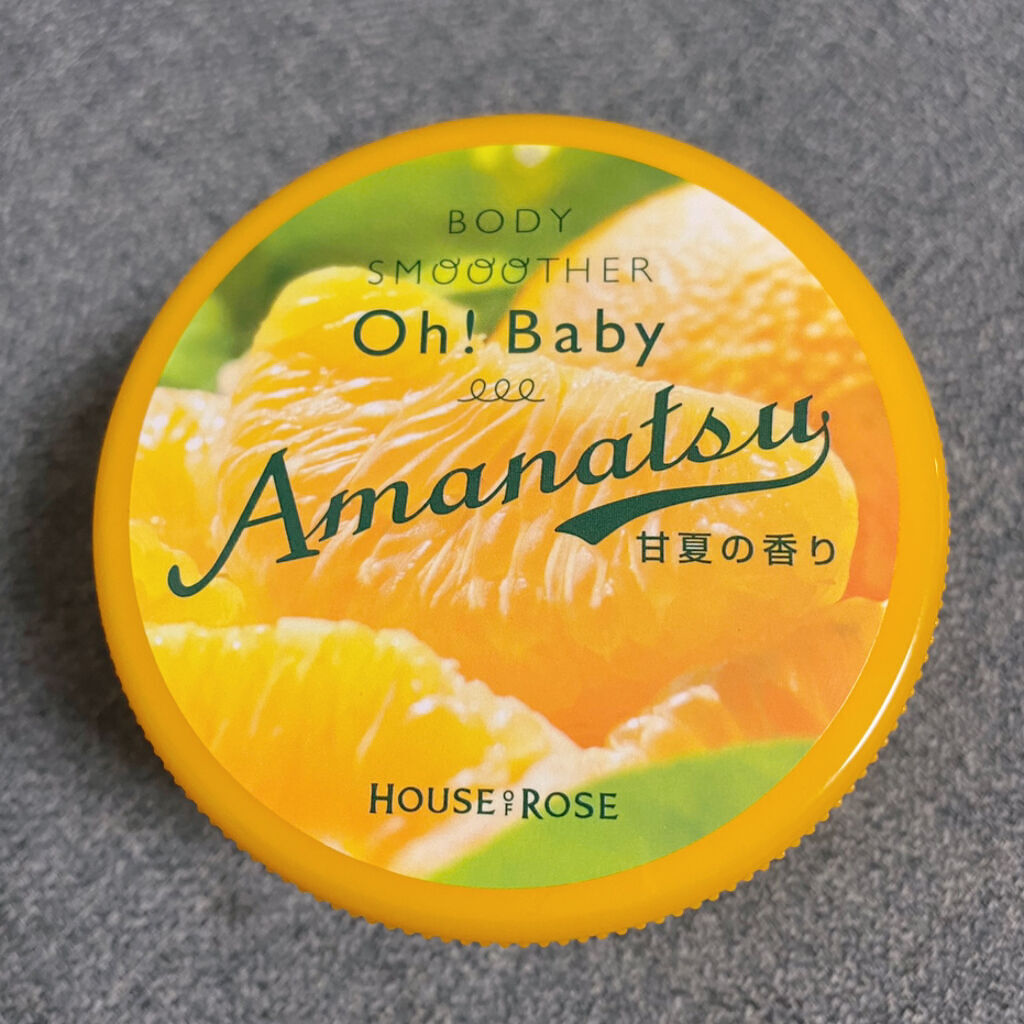 BODY
SMOOOTHER
Oh! Baby
Amanatsu
甘夏の香り
HOUSE OF ROSE